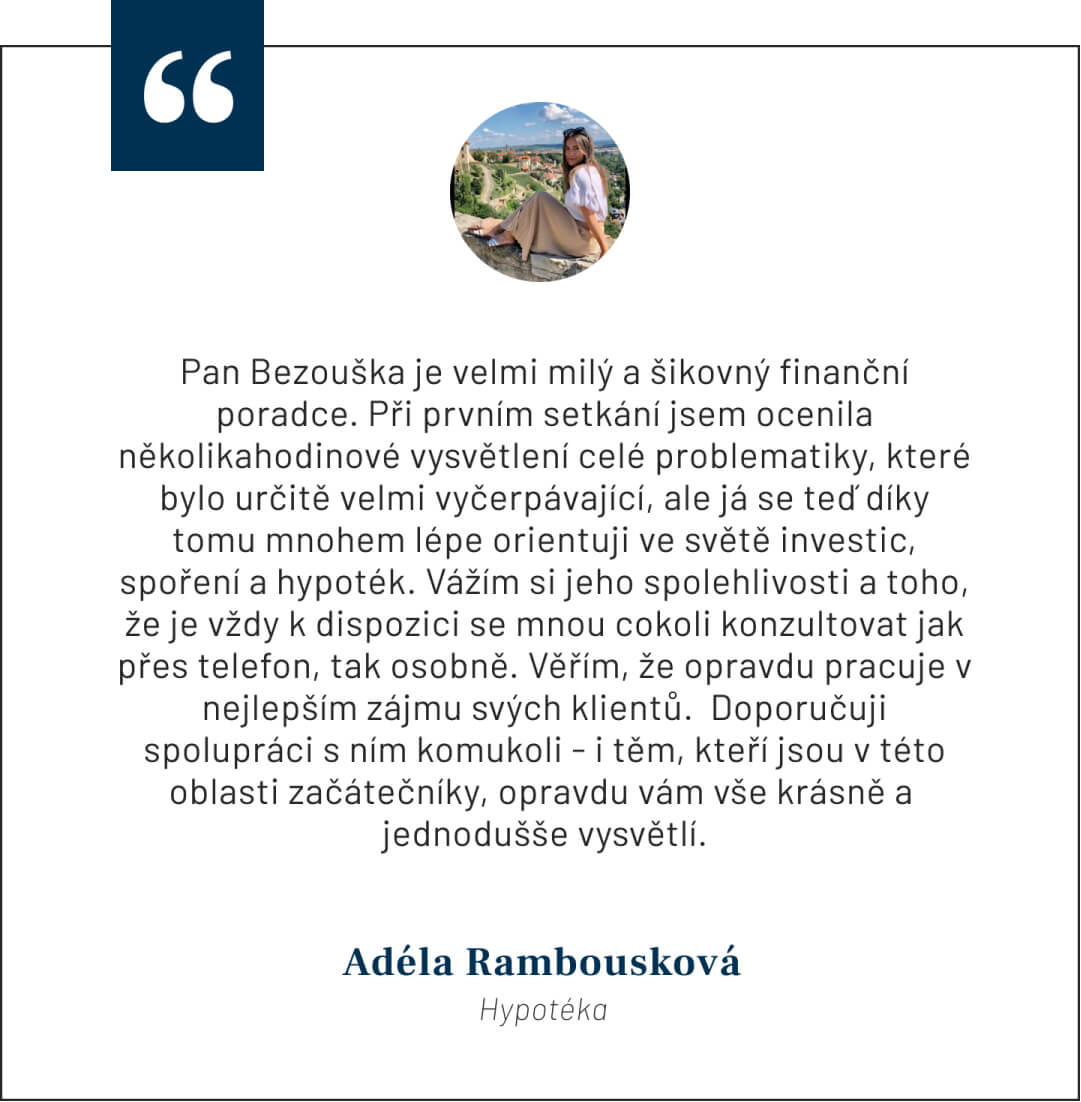 “
Pan Bezouška je velmi milý a šikovný finanční
poradce. Při prvním setkání jsem ocenila
několikahodinové vysvětlení celé problematiky, které
bylo určitě velmi vyčerpávající, ale já se teď díky
tomu mnohem lépe orientuji ve světě investic,
spoření a hypoték. Vážím si jeho spolehlivosti a toho,
že je vždy k dispozici se mnou cokoli konzultovat jak
přes telefon, tak osobně. Věřím, že opravdu pracuje v
nejlepším zájmu svých klientů.  Doporučuji
spolupráci s ním komukoli - i těm, kteří jsou v této
oblasti začátečníky, opravdu vám vše krásně a
jednodušše vysvětlí.
Adéla Rambousková
Hypotéka